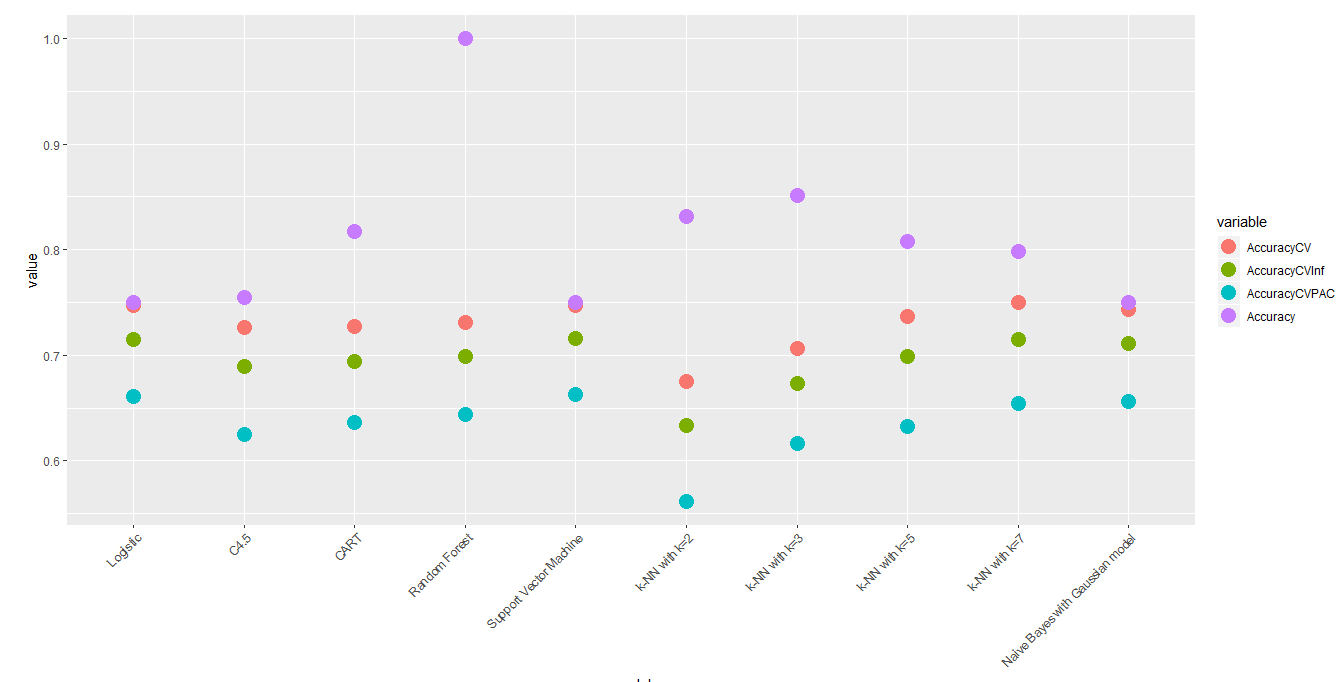 1.0
0.9
0.8
0.7
0.6
value
Logistic
C4.5
CART
Random Forest
Support Vector Machine
k-NN with k=2
k-NN with k=3
k-NN with k=5
k-NN with k=7
Naive Bayes with Gaussian model
variable
AccuracyCV
AccuracyCVInf
AccuracyCVPAC
Accuracy